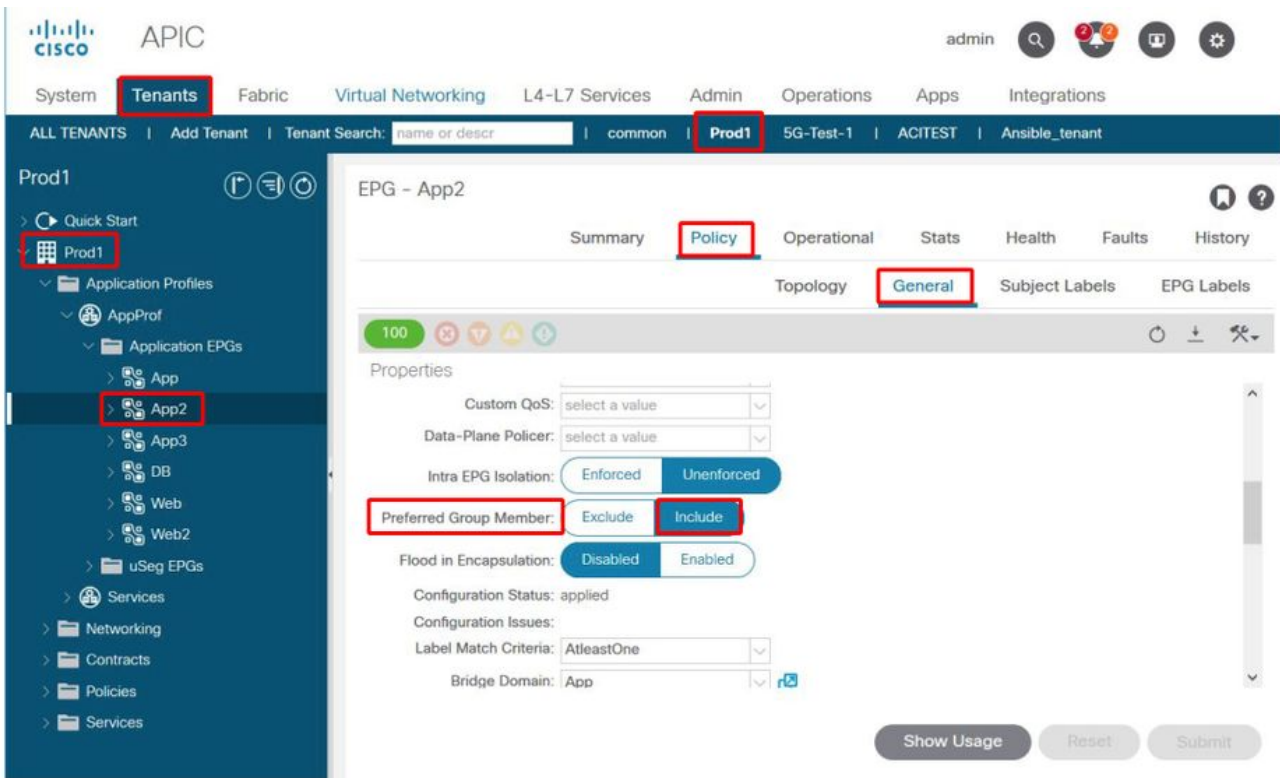 CISCO APIC admin 2 2
System Tenants Fabric Virtual Networking L4-L7 Services Admin Operations Apps Integrations
ALL TENANTS | Add Tenant | Tenant Search: name or descr | common | Prod1 5G-Test-1 | ACITEST | Ansible_tenant
Prod1
Quick Start
Prod1
Application Profiles
AppProf
Application EPGs
App
App2
App3
DB
Web
Web2
uSeg EPGs
Services
Networking
Contracts
Policies
Services
EPG - App2
Summary Policy Operational Stats Health Faults History
Topology General Subject Labels EPG Labels
100
Properties
Custom QoS: select a value
Data-Plane Policer: select a value
Intra EPG Isolation: Enforced Unenforced
Preferred Group Member: Exclude Include
Flood in Encapsulation: Disabled Enabled
Configuration Status: applied
Configuration Issues:
Label Match Criteria: AtleastOne
Bridge Domain: App
Show Usage Reset Submit